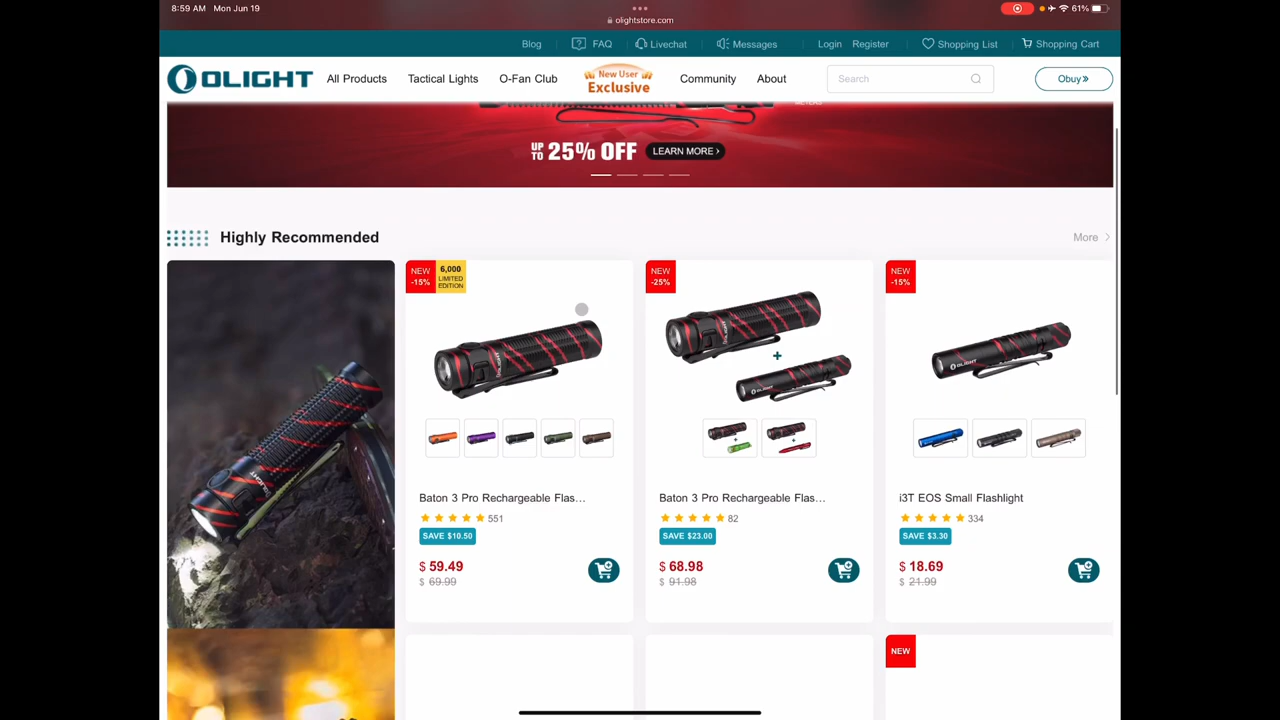 8:59 AM Mon Jun 19
61%
olightstore.com
Blog
FAQ
Livechat
Messages
Login
Register
Shopping List
Shopping Cart
OLIGHT
All Products
Tactical Lights
O-Fan Club
New User
Exclusive
Community
About
Search
Obuy
METERS
UP TO 25% OFF
LEARN MORE
Highly Recommended
More
NEW
-15%
6,000
LIMITED
EDITION
Baton 3 Pro Rechargeable Flas...
551
SAVE $10.50
$ 59.49
$ 69.99
NEW
-25%
Baton 3 Pro Rechargeable Flas...
82
SAVE $23.00
$ 68.98
$ 91.98
NEW
-15%
OLIGHT
i3T EOS Small Flashlight
334
SAVE $3.30
$ 18.69
$ 21.99
NEW